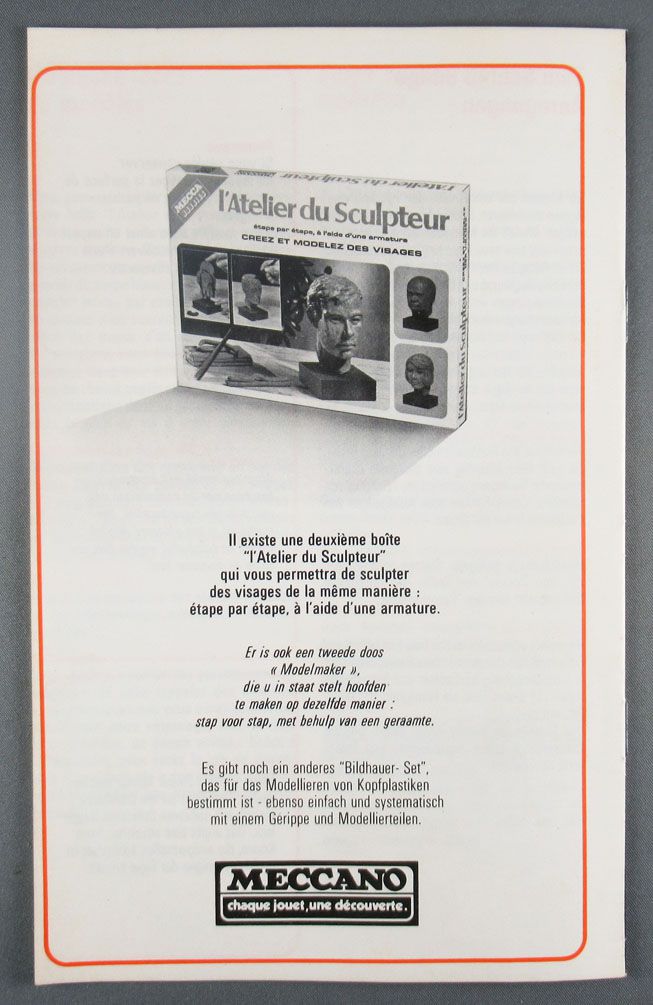 l'Atelier du Sculpteur
MECCA
l'Atelier du Sculpteur
étape par étape, à l'aide d'une armature
CREEZ ET MODELEZ DES VISAGES
l'Atelier du Sculpteur
Il existe une deuxième boîte
"l'Atelier du Sculpteur"
qui vous permettra de sculpter
des visages de la même manière :
étape par étape, à l'aide d'une armature.
Er is ook een tweede doos
« Modelmaker »,
die u in staat stelt hoofden
te maken op dezelfde manier :
stap voor stap, met behulp van een geraamte.
Es gibt noch ein anderes "Bildhauer- Set",
das für das Modellieren von Kopfplastiken
bestimmt ist - ebenso einfach und systematisch
mit einem Gerippe und Modellierteilen.
MECCANO
chaque jouet, une découverte.